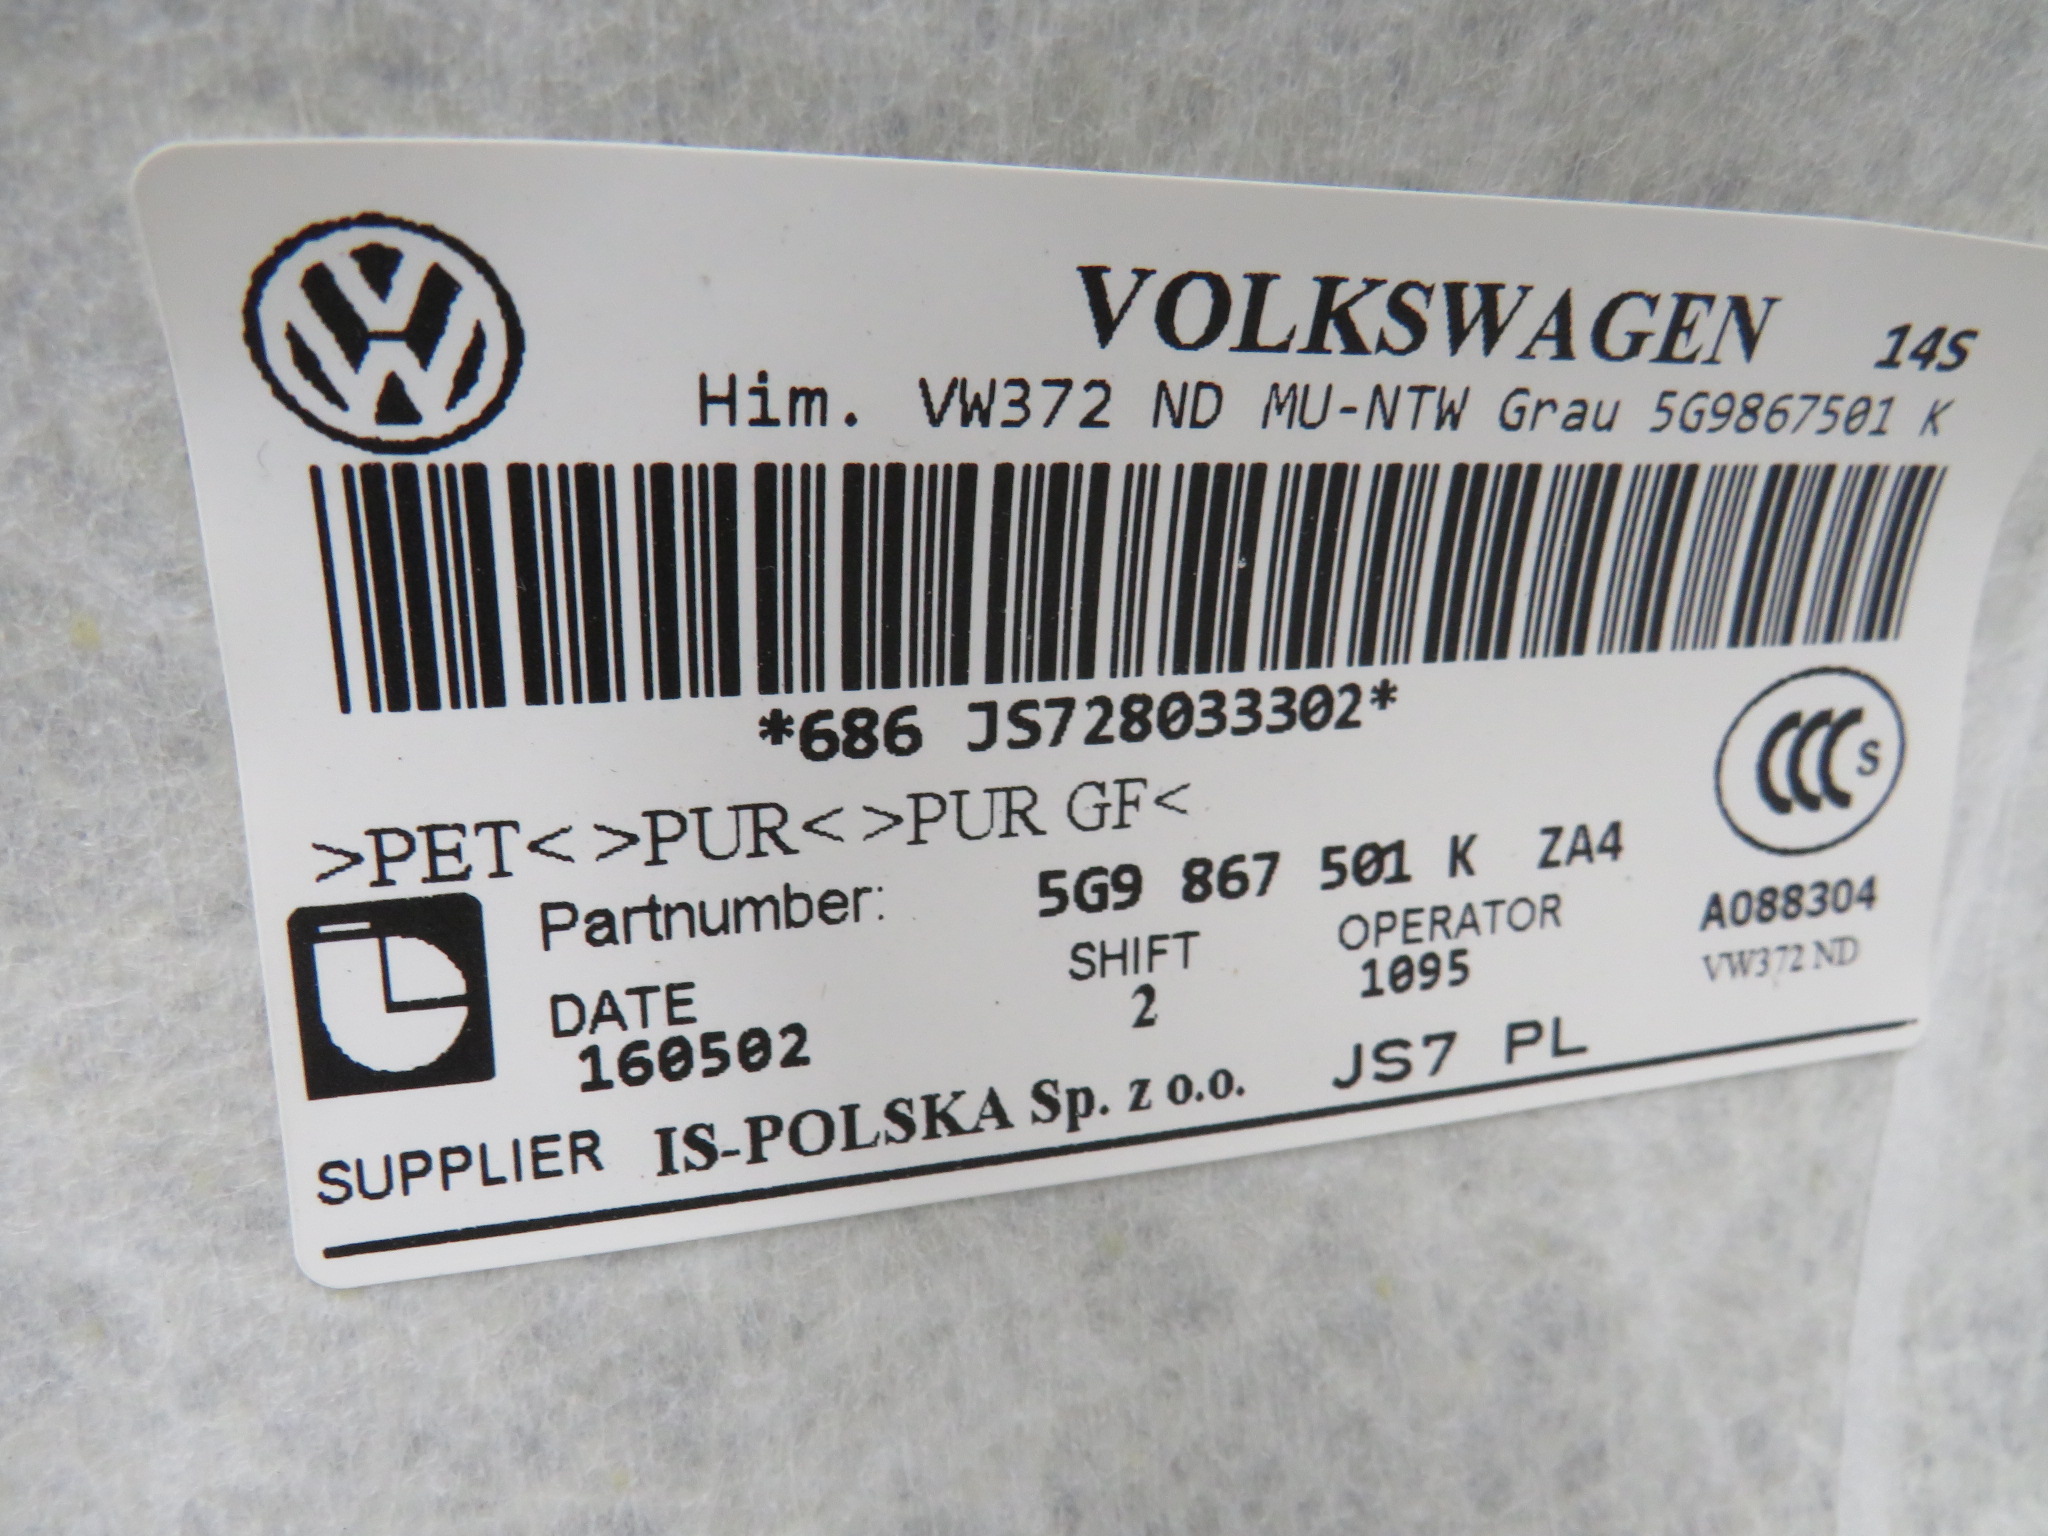 VOLKSWAGEN 14S
Him. VW372 ND MU-NTW Grau 5G9867501 K
*686 JS728033302*
>PET< >PUR< >PUR GF<
CCC S
Partnumber: 5G9 867 501 K ZA4
A088304
VW372 ND
DATE SHIFT OPERATOR
160502 2 1095
SUPPLIER IS-POLSKA Sp. z o.o. JS7 PL